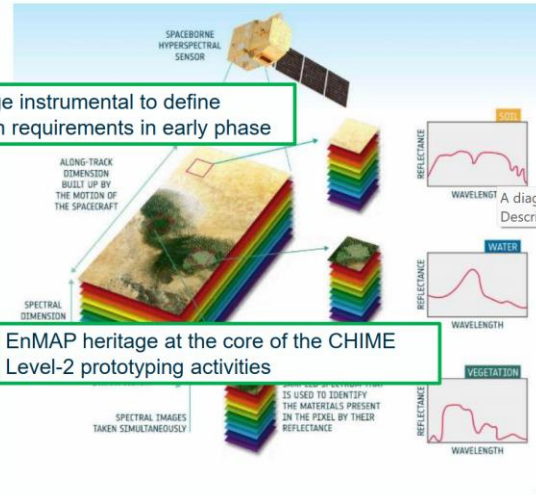 SPACEBORNE
HYPERSPECTRAL
SENSOR
instrumental to define
requirements in early phase
ALONG-TRACK
DIMENSION
BUILT UP BY
THE MOTION OF
THE SPACECRAFT
SOIL
REFLECTANCE
WAVELENGT
A diag
Descri
WATER
REFLECTANCE
WAVELENGTH
SPECTRAL
DIMENSION
EnMAP heritage at the core of the CHIME
Level-2 prototyping activities
VEGETATION
REFLECTANCE
WAVELENGTH
IS USED TO IDENTIFY
THE MATERIALS PRESENT
IN THE PIXEL BY THEIR
REFLECTANCE
SPECTRAL IMAGES
TAKEN SIMULTANEOUSLY